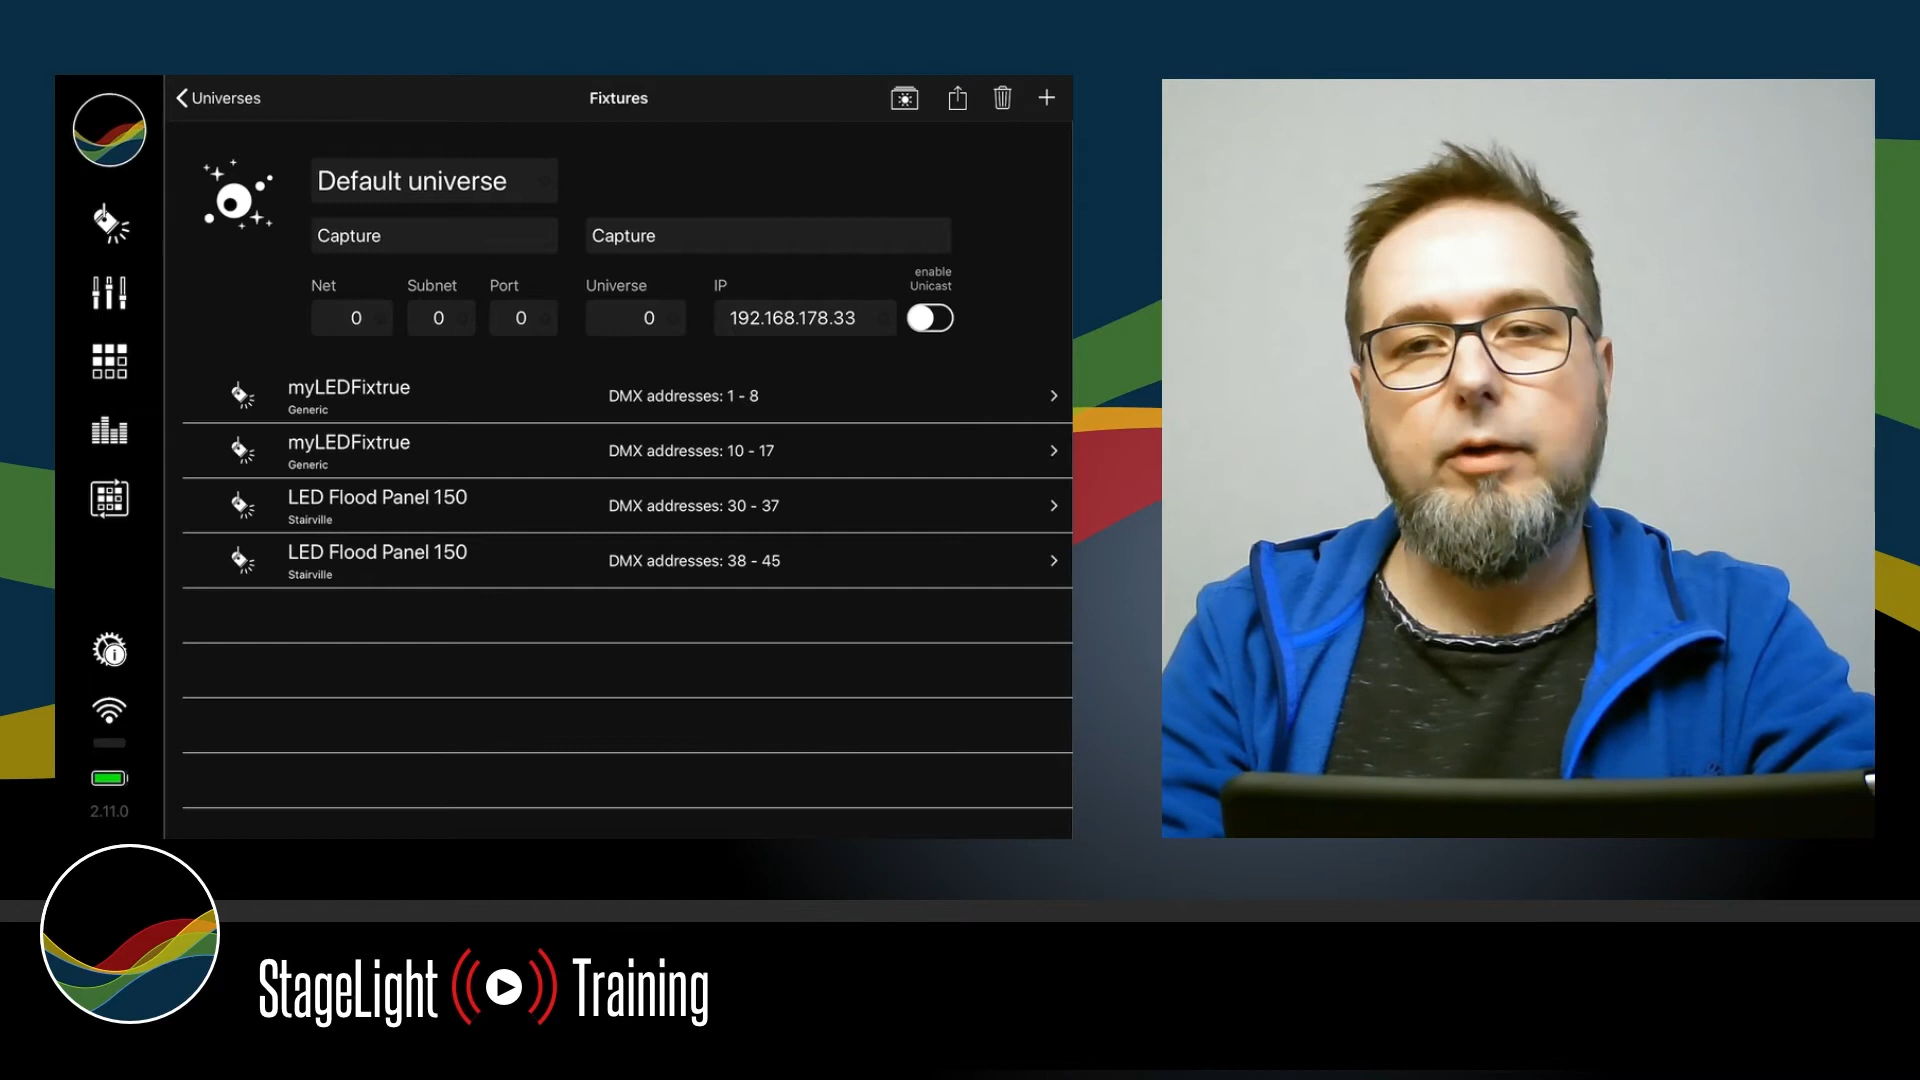 Universes
Fixtures
Default universe
Capture
Capture
Net
Subnet
Port
Universe
IP
enable
Unicast
0
0
0
0
192.168.178.33
myLEDFixtrue
Generic
DMX addresses: 1 - 8
myLEDFixtrue
Generic
DMX addresses: 10 - 17
LED Flood Panel 150
Stairville
DMX addresses: 30 - 37
LED Flood Panel 150
Stairville
DMX addresses: 38 - 45
2.11.0
StageLight Training